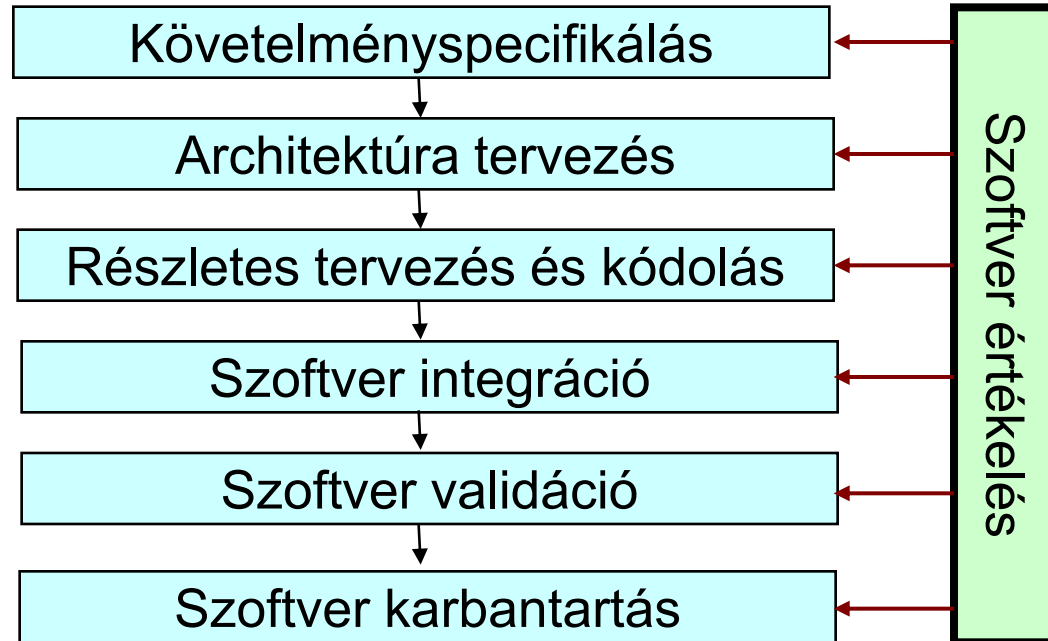 Követelményspecifikálás
Architektúra tervezés
Részletes tervezés és kódolás
Szoftver integráció
Szoftver validáció
Szoftver karbantartás
Szoftver értékelés